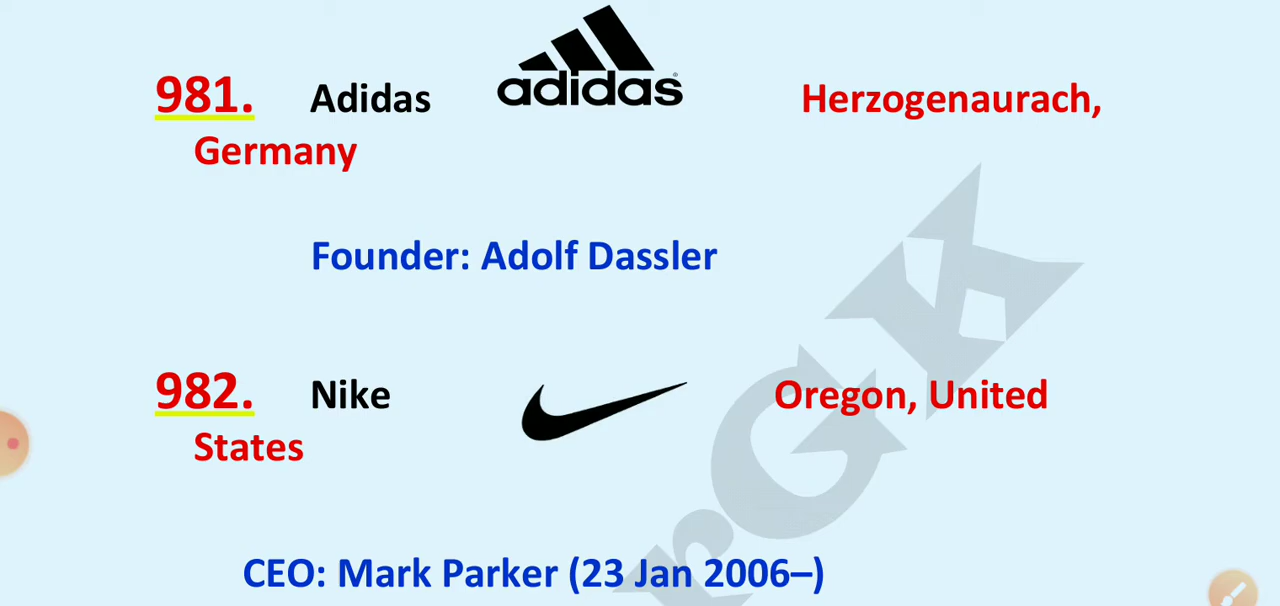 981. Adidas adidas® Herzogenaurach,
Germany
Founder: Adolf Dassler
982. Nike Oregon, United
States
CEO: Mark Parker (23 Jan 2006–)
rGK